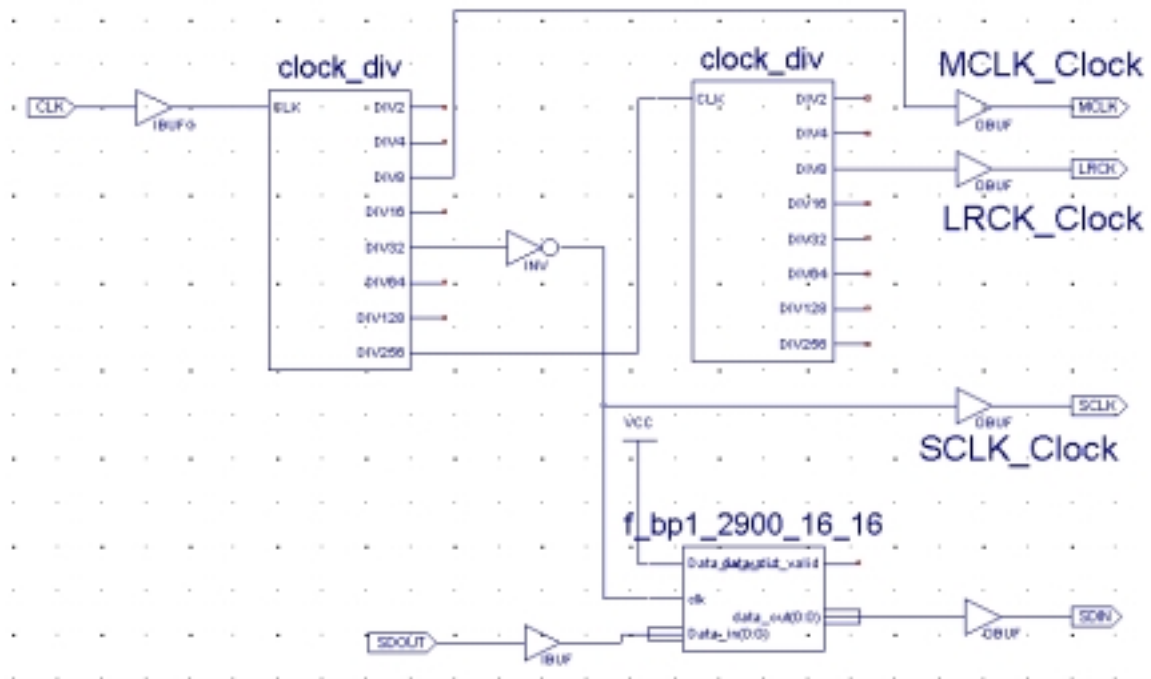 clock_div
clock_div
MCLK_Clock
CLK
IBUFG
CLK
DIV2
DIV4
DIV8
DIV16
DIV32
DIV64
DIV128
DIV256
INV
CLK
DIV2
DIV4
DIV8
DIV16
DIV32
DIV64
DIV128
DIV256
OBUF
MCLK
OBUF
LRCK
LRCK_Clock
OBUF
SCLK
SCLK_Clock
VCC
f_bp1_2900_16_16
clk
data_out(0:0)
Data_in(0:0)
OBUF
SDIN
SDOUT
IBUF